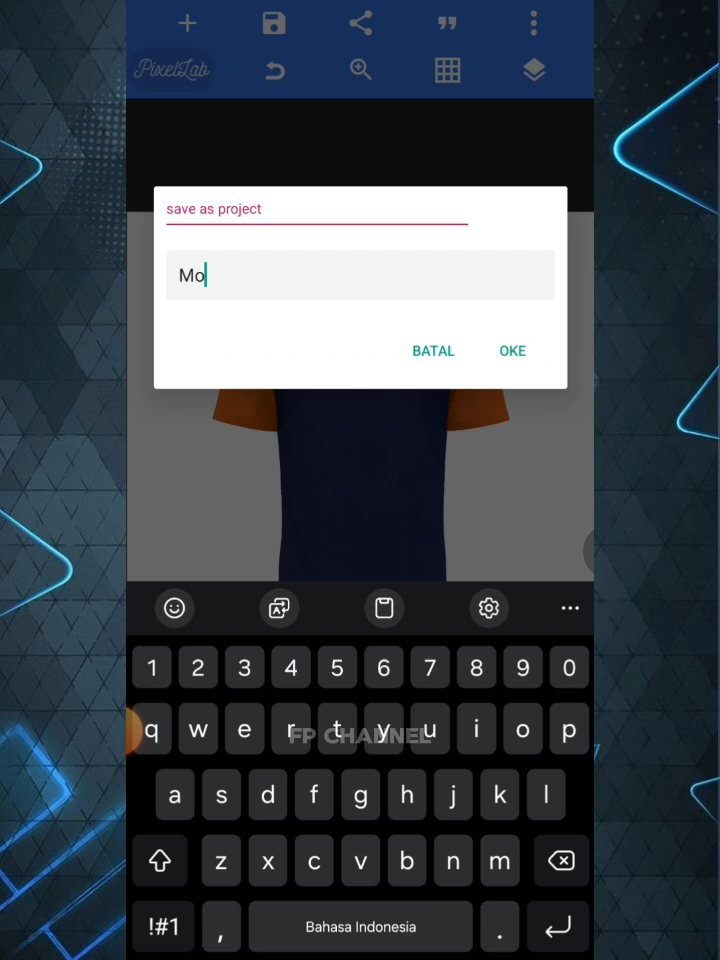 PixelLab
save as project
Mo
BATAL OKE
1 2 3 4 5 6 7 8 9 0
q w e r t y u i o p
FP CHANNEL
a s d f g h j k l
z x c v b n m
!#1 , Bahasa Indonesia .